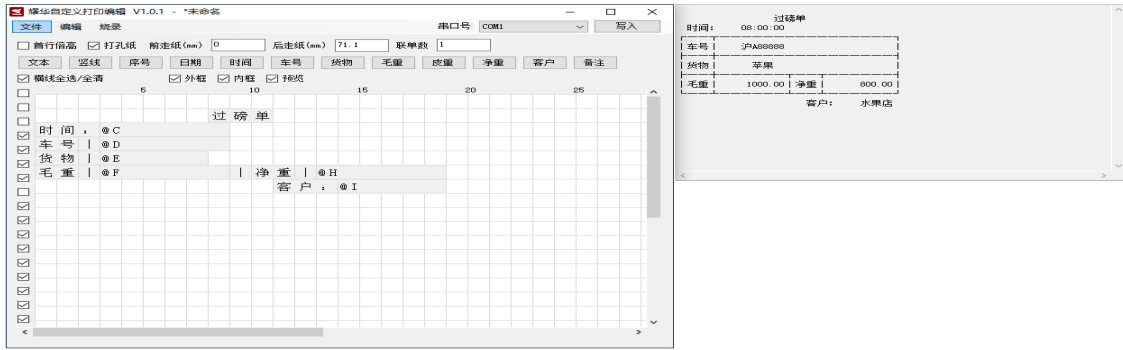 耀华自定义打印编辑 V1.0.1 - *未命名
文件 编辑 烧录 串口号 COM1 写入
首行倍高 打孔纸 前走纸(mm) 0 后走纸(mm) 71.1 联单数 1
文本 竖线 序号 日期 时间 车号 货物 毛重 皮重 净重 客户 备注
横线全选/全清 外框 内框 预览
5 10 15 20 25
过磅单
时间：@C
车号|@D
货物|@E
毛重|@F |净重|@H
客户：@I
过磅单
时间: 08:00:00
车号 沪A88888
货物 苹果
毛重 1000.00 净重 800.00
客户: 水果店